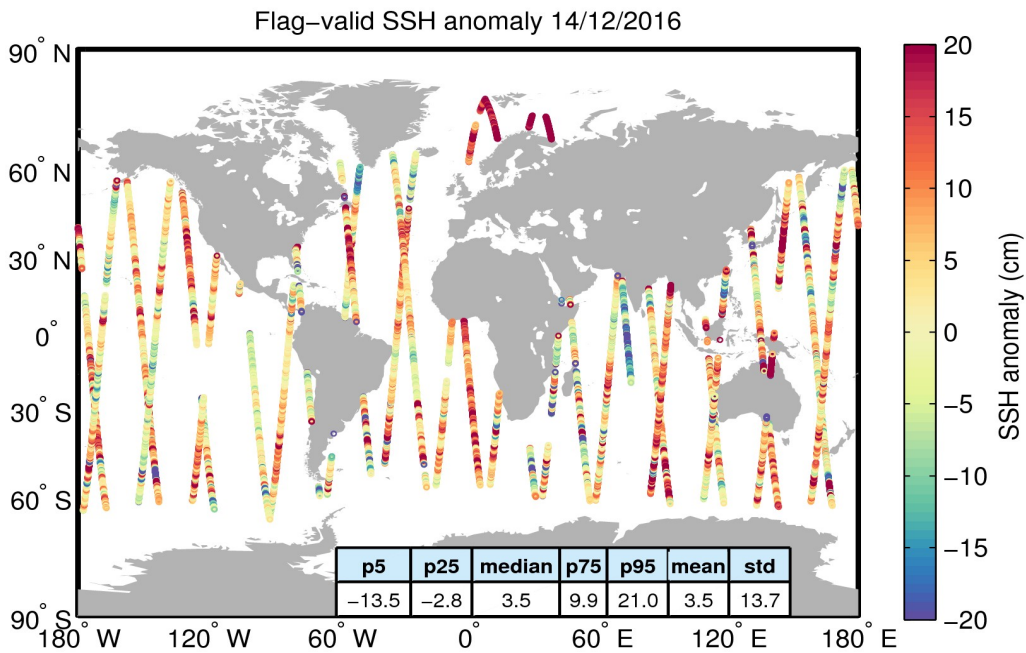 Flag−valid SSH anomaly 14/12/2016
90° N
60° N
30° N
0°
30° S
60° S
90° S
180° W 120° W 60° W 0° 60° E 120° E 180° E
p5 p25 median p75 p95 mean std
−13.5 −2.8 3.5 9.9 21.0 3.5 13.7
20
15
10
5
0
−5
−10
−15
−20
SSH anomaly (cm)